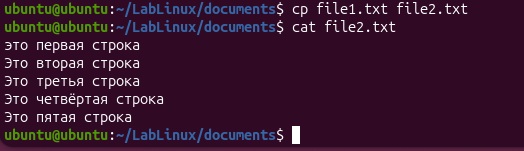 ubuntu@ubuntu:~/LabLinux/documents$ cp file1.txt file2.txt
ubuntu@ubuntu:~/LabLinux/documents$ cat file2.txt
это первая строка
Это вторая строка
Это третья строка
Это четвёртая строка
Это пятая строка
ubuntu@ubuntu:~/LabLinux/documents$